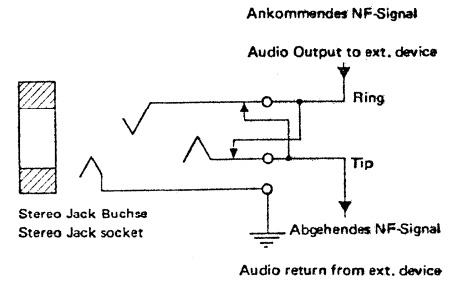 Ankommendes NF-Signal
Audio Output to ext. device
Ring
Tip
Stereo Jack Buchse
Stereo Jack socket
Abgehendes NF-Signal
Audio return from ext. device